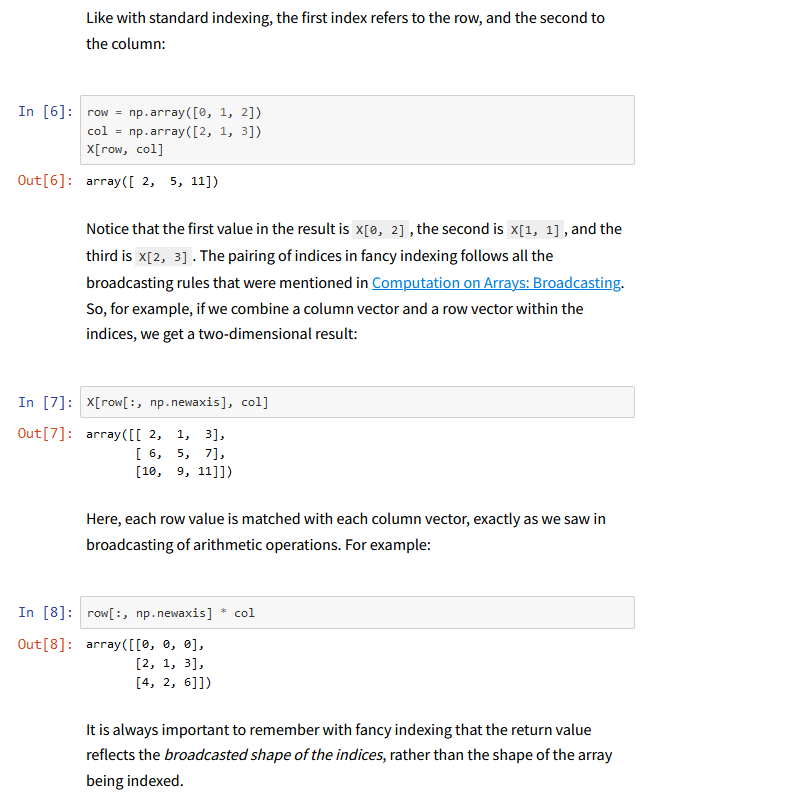 Like with standard indexing, the first index refers to the row, and the second to
the column:
In [6]: row = np.array([0, 1, 2])
col = np.array([2, 1, 3])
X[row, col]
Out[6]: array([ 2,  5, 11])
Notice that the first value in the result is X[0, 2] , the second is X[1, 1] , and the
third is X[2, 3] . The pairing of indices in fancy indexing follows all the
broadcasting rules that were mentioned in Computation on Arrays: Broadcasting.
So, for example, if we combine a column vector and a row vector within the
indices, we get a two-dimensional result:
In [7]: X[row[:, np.newaxis], col]
Out[7]: array([[ 2,  1,  3],
[ 6,  5,  7],
[10,  9, 11]])
Here, each row value is matched with each column vector, exactly as we saw in
broadcasting of arithmetic operations. For example:
In [8]: row[:, np.newaxis] * col
Out[8]: array([[0, 0, 0],
[2, 1, 3],
[4, 2, 6]])
It is always important to remember with fancy indexing that the return value
reflects the broadcasted shape of the indices, rather than the shape of the array
being indexed.